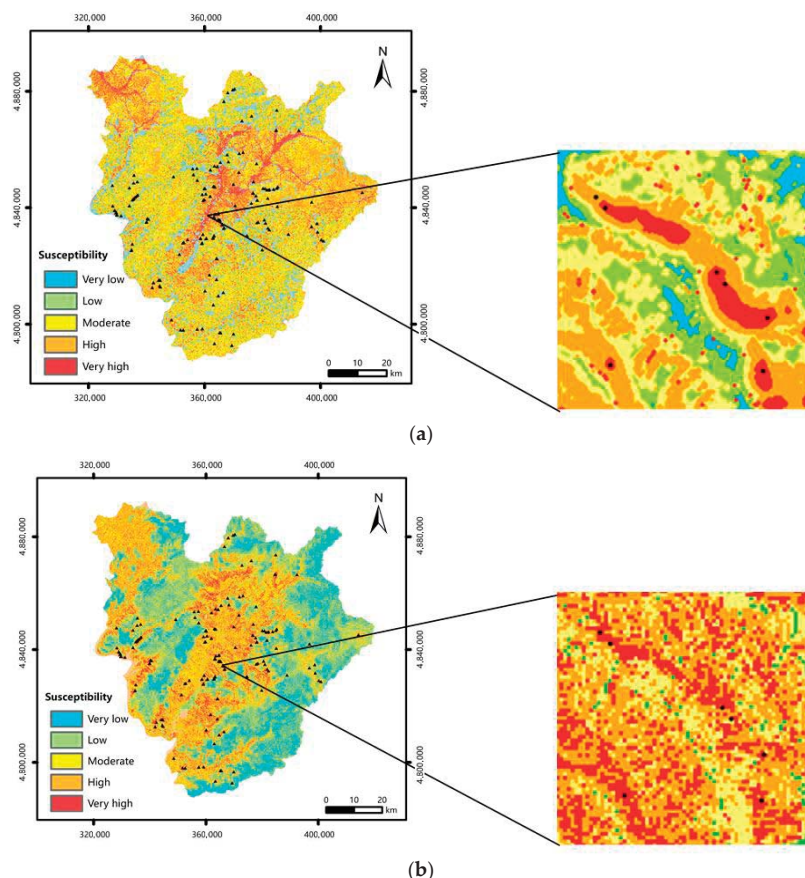 320,000 360,000 400,000
N
4,880,000
4,880,000
4,840,000
4,840,000
4,800,000
4,800,000
Susceptibility
Very low
Low
Moderate
High
Very high
0 10 20
km
320,000 360,000 400,000
(a)
320,000 360,000 400,000
N
4,880,000
4,880,000
4,840,000
4,840,000
4,800,000
4,800,000
Susceptibility
Very low
Low
Moderate
High
Very high
0 10 20
km
320,000 360,000 400,000
(b)